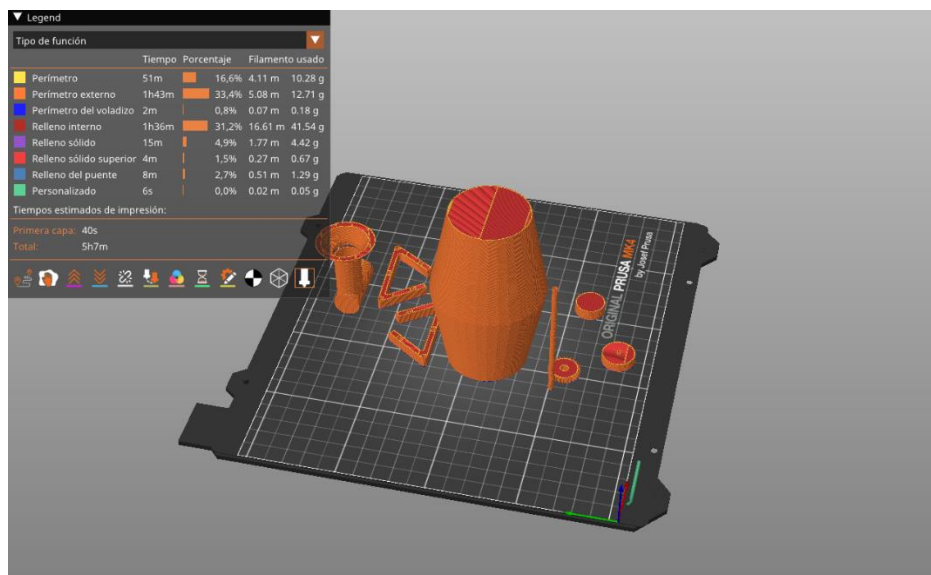 Legend
Tipo de función
Tiempo Porcentaje Filamento usado
Perímetro 51m 16,6% 4.11 m 10.28 g
Perímetro externo 1h43m 33,4% 5.08 m 12.71 g
Perímetro del voladizo 2m 0,8% 0.07 m 0.18 g
Relleno interno 1h36m 31,2% 16.61 m 41.54 g
Relleno sólido 15m 4,9% 1.77 m 4.42 g
Relleno sólido superior 4m 1,5% 0.27 m 0.67 g
Relleno del puente 8m 2,7% 0.51 m 1.29 g
Personalizado 6s 0,0% 0.02 m 0.05 g
Tiempos estimados de impresión:
Primera capa: 40s
Total: 5h7m
ORIGINAL PRUSA MK4
by Josef Prusa